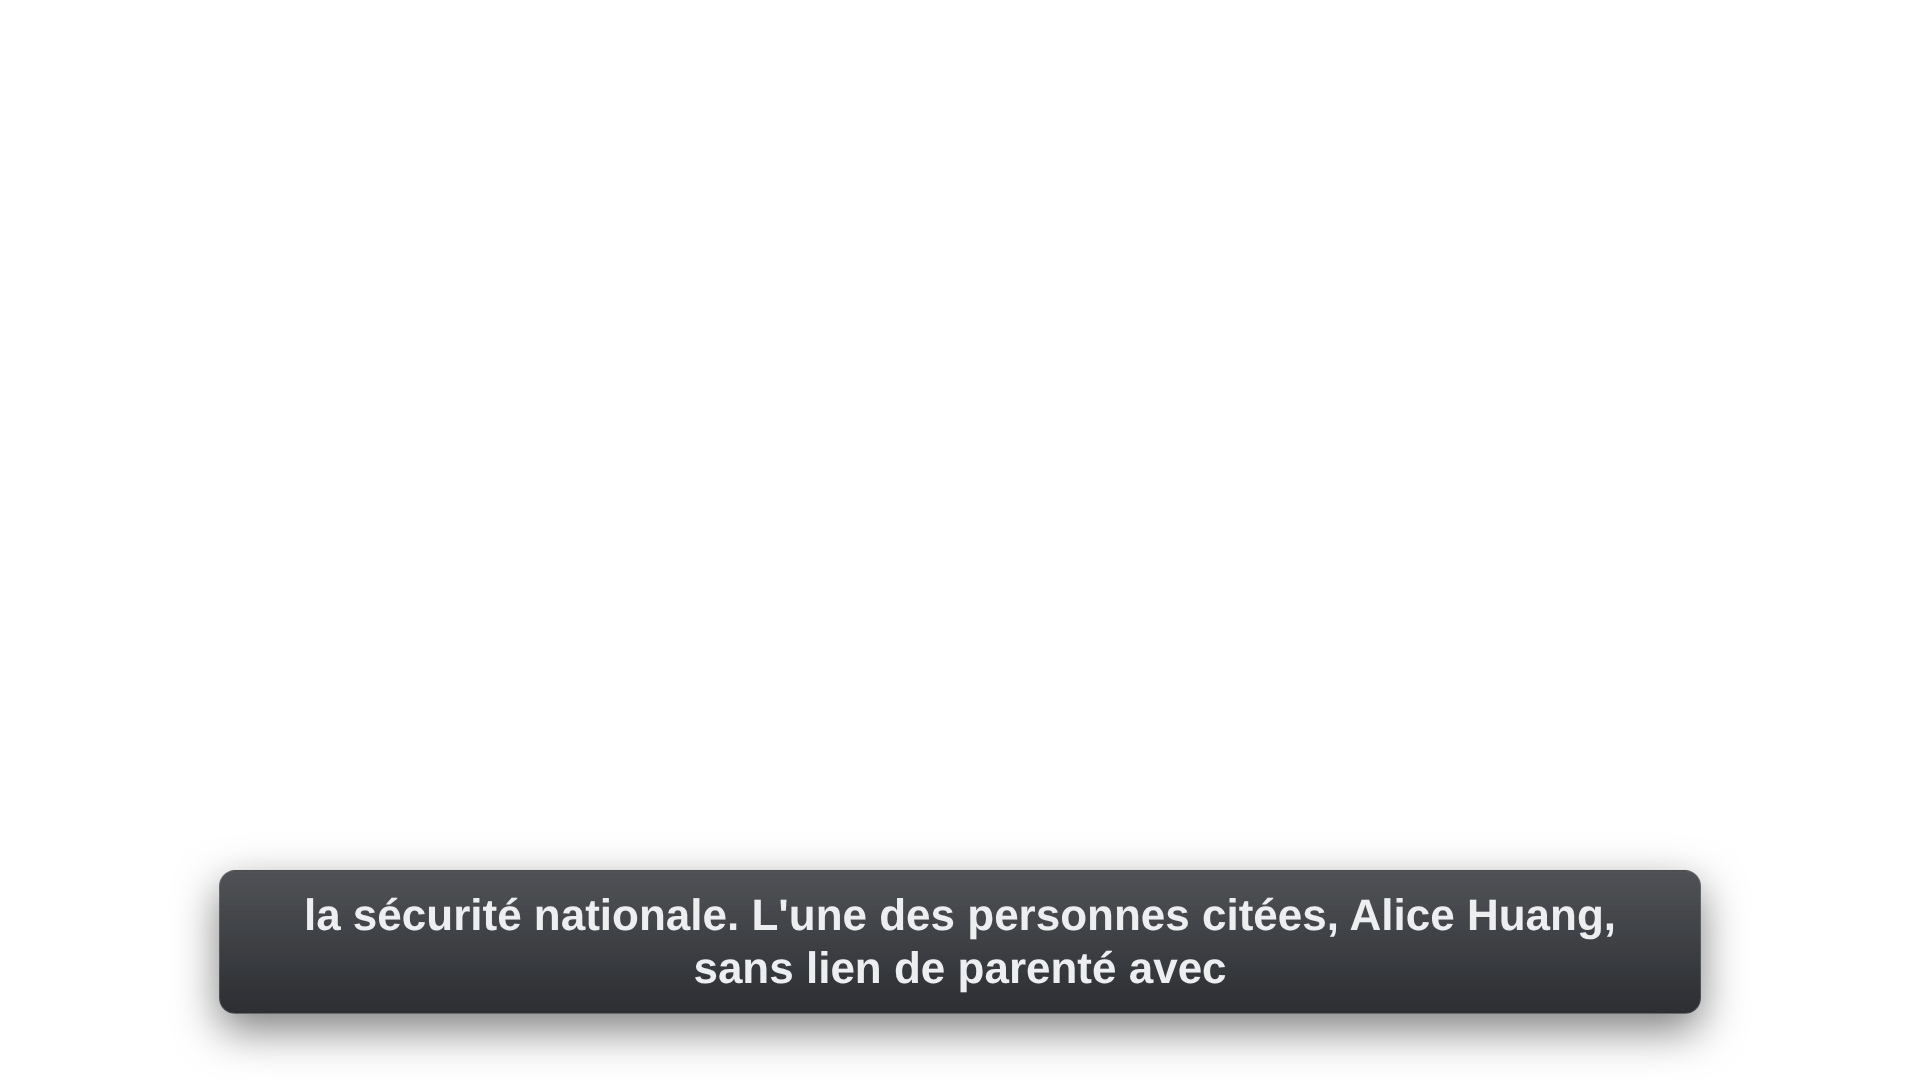 la sécurité nationale. L'une des personnes citées, Alice Huang,
sans lien de parenté avec